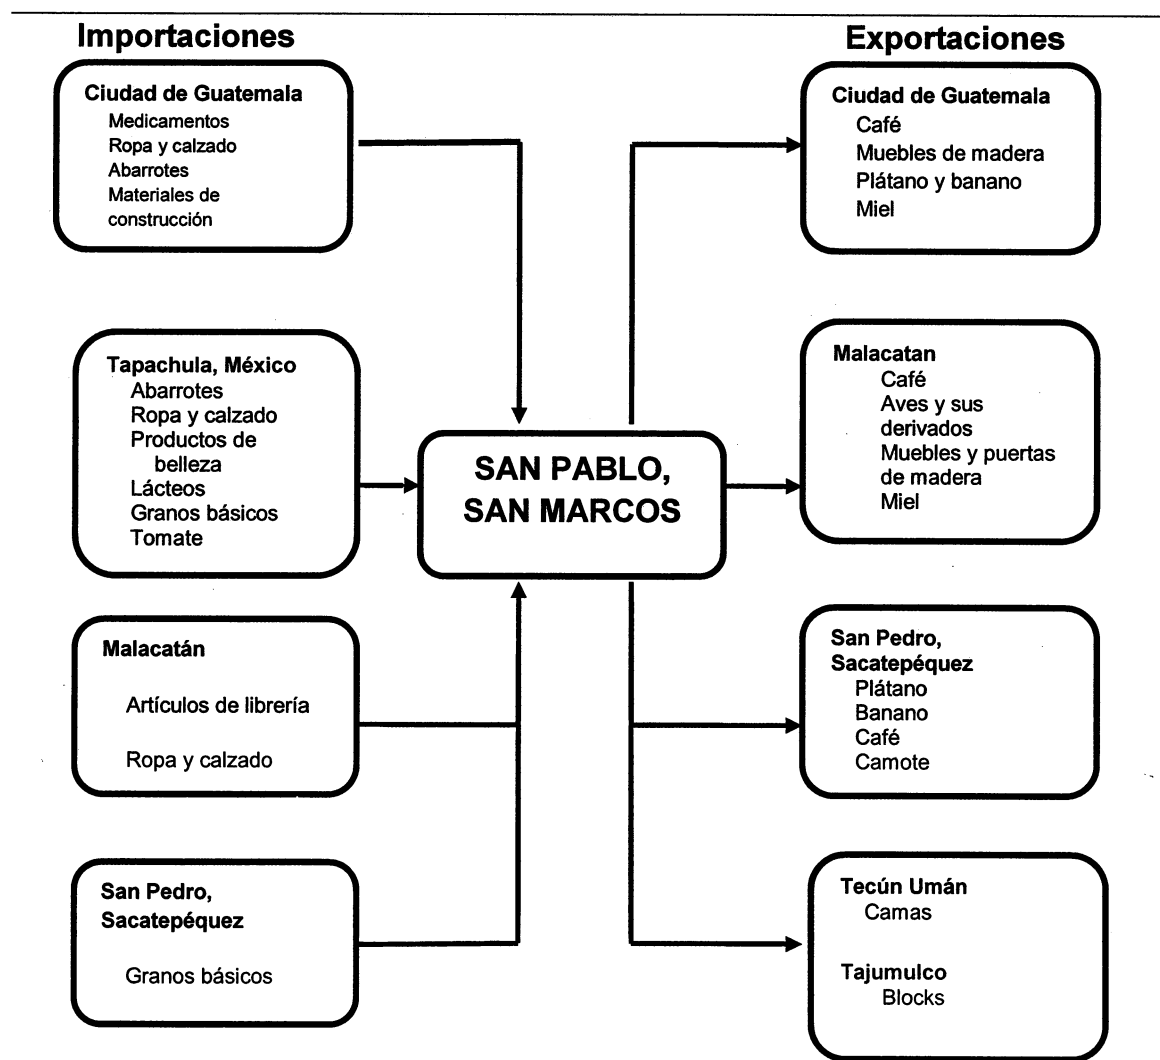 Importaciones
Ciudad de Guatemala
Medicamentos
Ropa y calzado
Abarrotes
Materiales de
construcción
Tapachula, México
Abarrotes
Ropa y calzado
Productos de
belleza
Lácteos
Granos básicos
Tomate
Malacatán
Artículos de librería
Ropa y calzado
San Pedro,
Sacatepéquez
Granos básicos
SAN PABLO,
SAN MARCOS
Exportaciones
Ciudad de Guatemala
Café
Muebles de madera
Plátano y banano
Miel
Malacatan
Café
Aves y sus
derivados
Muebles y puertas
de madera
Miel
San Pedro,
Sacatepéquez
Plátano
Banano
Café
Camote
Tecún Umán
Camas
Tajumulco
Blocks